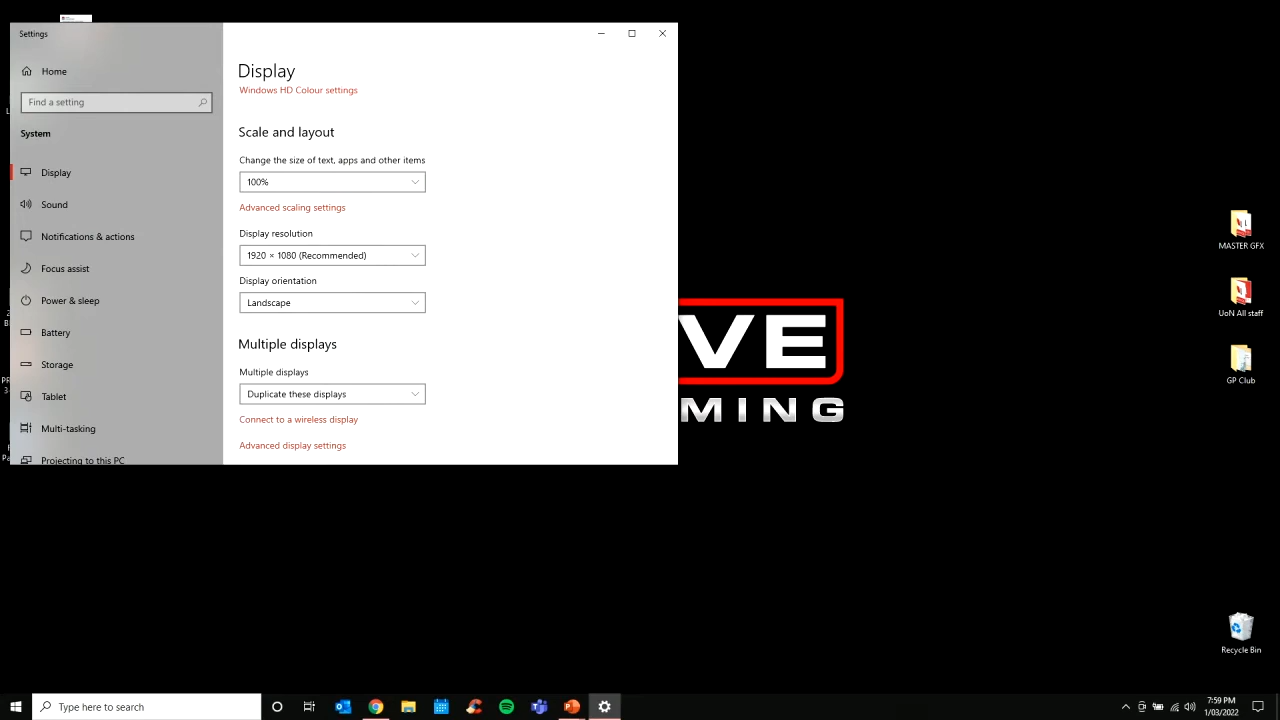 Settings
Home
Find a setting
System
Display
Sound
Notifications & actions
Focus assist
Power & sleep
Battery
Storage
Tablet
Multi-tasking
Projecting to this PC
Display
Windows HD Colour settings
Scale and layout
Change the size of text, apps and other items
100%
Advanced scaling settings
Display resolution
1920 × 1080 (Recommended)
Display orientation
Landscape
Multiple displays
Multiple displays
Duplicate these displays
Connect to a wireless display
Advanced display settings
VE
MING
MASTER GFX
UoN All staff
GP Club
Recycle Bin
Type here to search
7:59 PM
1/03/2022